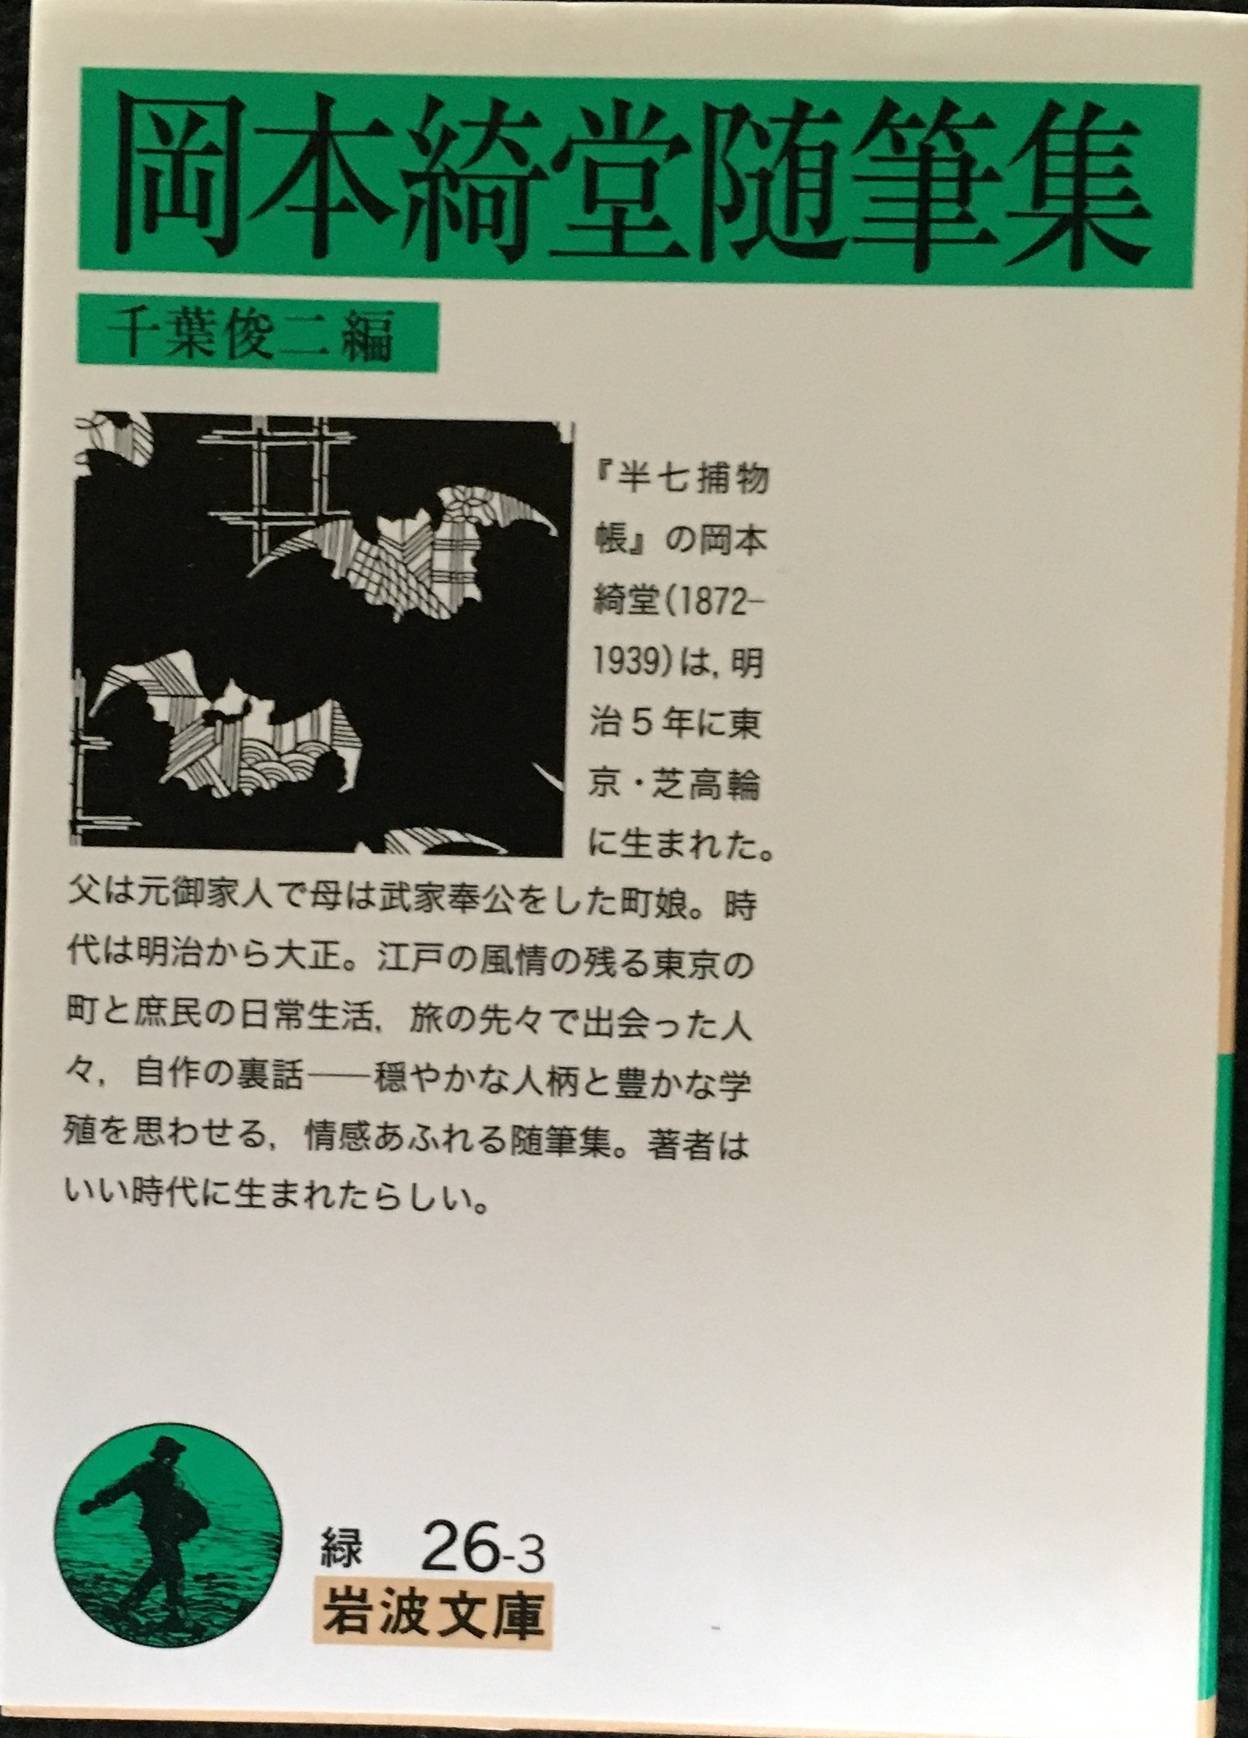 岡本綺堂随筆集
千葉俊二編
『半七捕物
帳』の岡本
綺堂(1872–
1939)は,明
治5年に東
京・芝高輪
に生まれた。
父は元御家人で母は武家奉公をした町娘。時
代は明治から大正。江戸の風情の残る東京の
町と庶民の日常生活,旅の先々で出会った人
々,自作の裏話――穏やかな人柄と豊かな学
殖を思わせる,情感あふれる随筆集。著者は
いい時代に生まれたらしい。
緑 26-3
岩波文庫